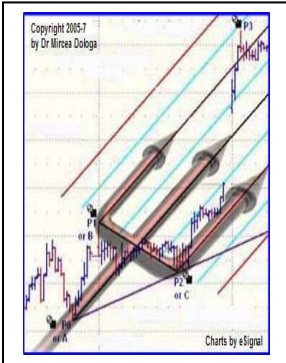 Copyright 2005-7
by Dr Mircea Dologa
P3
P1
or B
P2
or C
P0
or A
Charts by eSignal